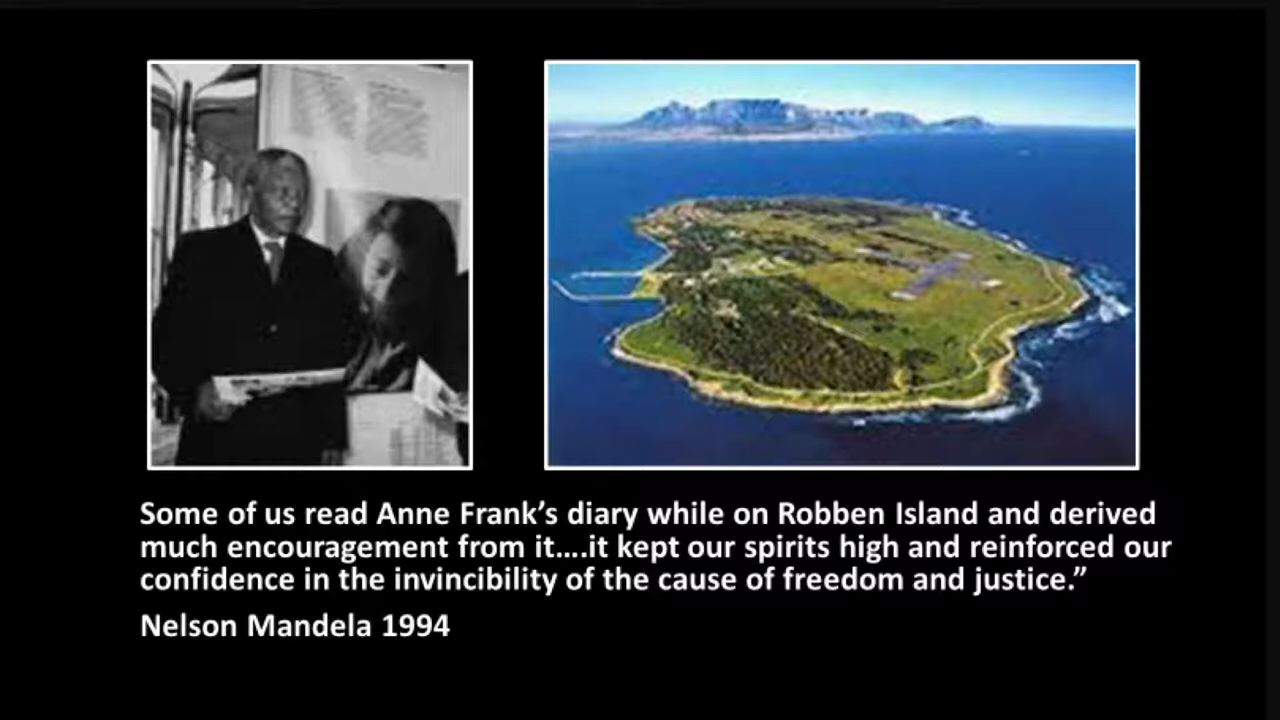 Some of us read Anne Frank’s diary while on Robben Island and derived
much encouragement from it….it kept our spirits high and reinforced our
confidence in the invincibility of the cause of freedom and justice.”
Nelson Mandela 1994